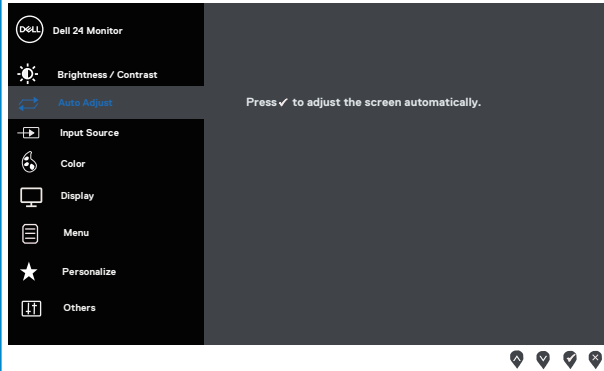 DELL
Dell 24 Monitor
Brightness / Contrast
Auto Adjust
Press ✓ to adjust the screen automatically.
Input Source
Color
Display
Menu
Personalize
Others